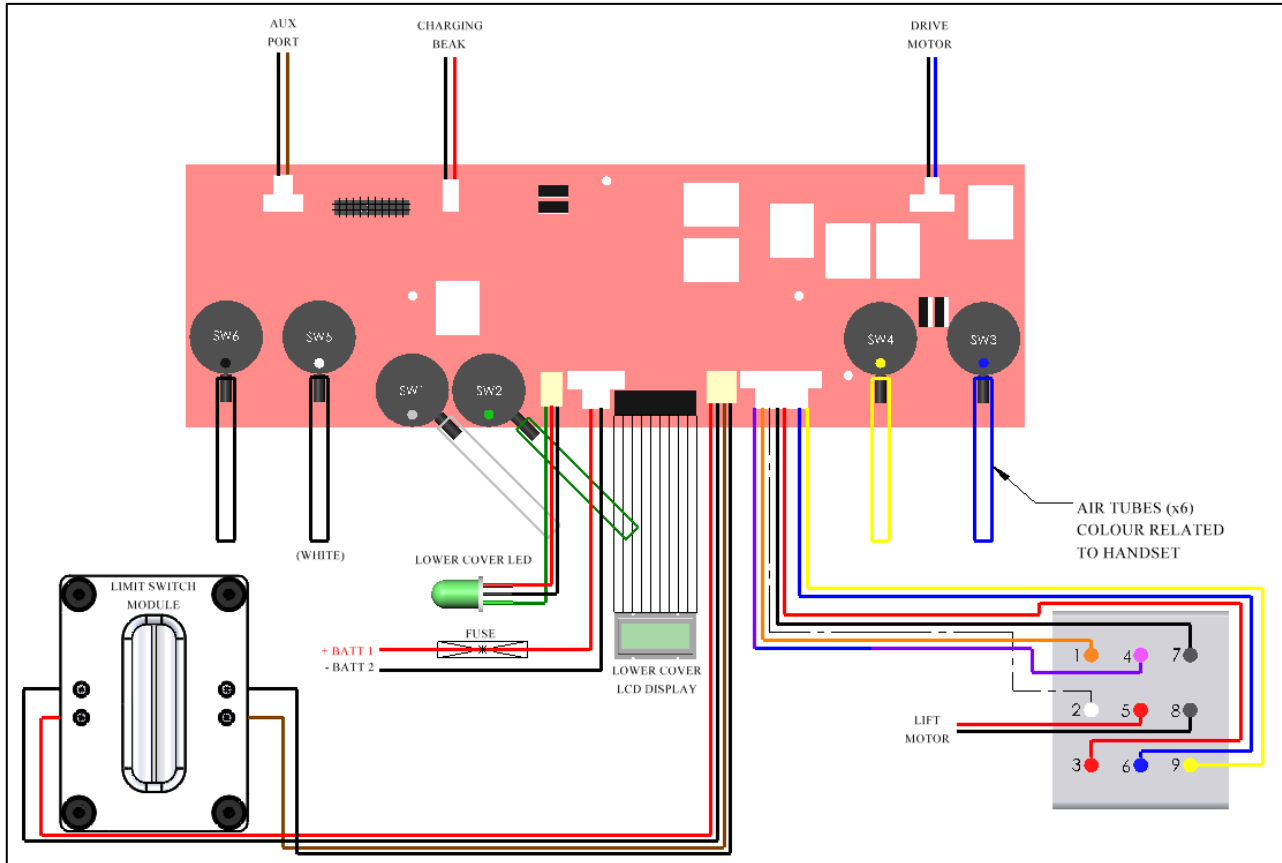 AUX
PORT
CHARGING
BEAK
DRIVE
MOTOR
SW6
SW5
SW1
SW2
SW4
SW3
AIR TUBES (x6)
COLOUR RELATED
TO HANDSET
(WHITE)
LOWER COVER LED
LIMIT SWITCH
MODULE
FUSE
+ BATT 1
- BATT 2
LOWER COVER
LCD DISPLAY
LIFT
MOTOR
1 4 7
2 5 8
3 6 9